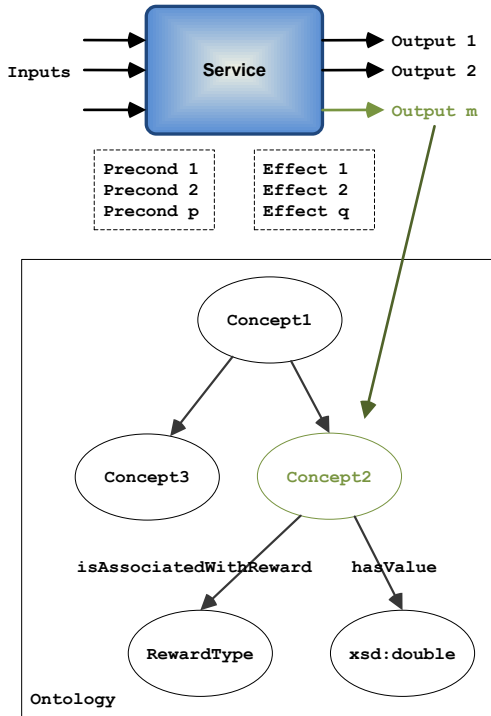 Inputs
Service
Output 1
Output 2
Output m
Precond 1
Precond 2
Precond p
Effect 1
Effect 2
Effect q
Concept1
Concept3
Concept2
isAssociatedWithReward
hasValue
RewardType
xsd:double
Ontology